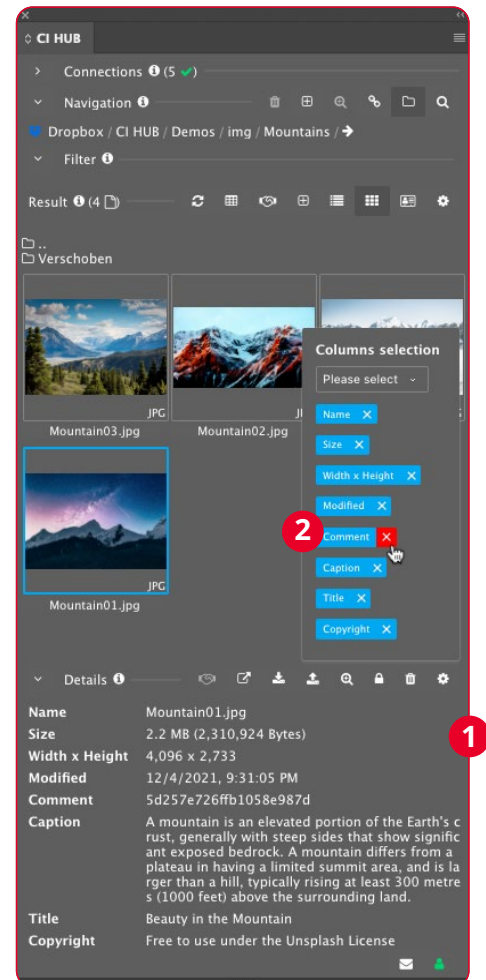 CI HUB
Connections (5 ✓)
Navigation
Dropbox / CI HUB / Demos / img / Mountains /
Filter
Result (4)
..
Verschoben
JPG
Mountain03.jpg
Mountain02.jpg
Columns selection
Please select
Name
Size
Width x Height
Modified
2
Comment
Caption
Title
Copyright
JPG
Mountain01.jpg
Details
Name Mountain01.jpg
Size 2.2 MB (2,310,924 Bytes)
1
Width x Height 4,096 x 2,733
Modified 12/4/2021, 9:31:05 PM
Comment 5d257e726ffb1058e987d
Caption A mountain is an elevated portion of the Earth's c
rust, generally with steep sides that show signific
ant exposed bedrock. A mountain differs from a
plateau in having a limited summit area, and is la
rger than a hill, typically rising at least 300 metre
s (1000 feet) above the surrounding land.
Title Beauty in the Mountain
Copyright Free to use under the Unsplash License